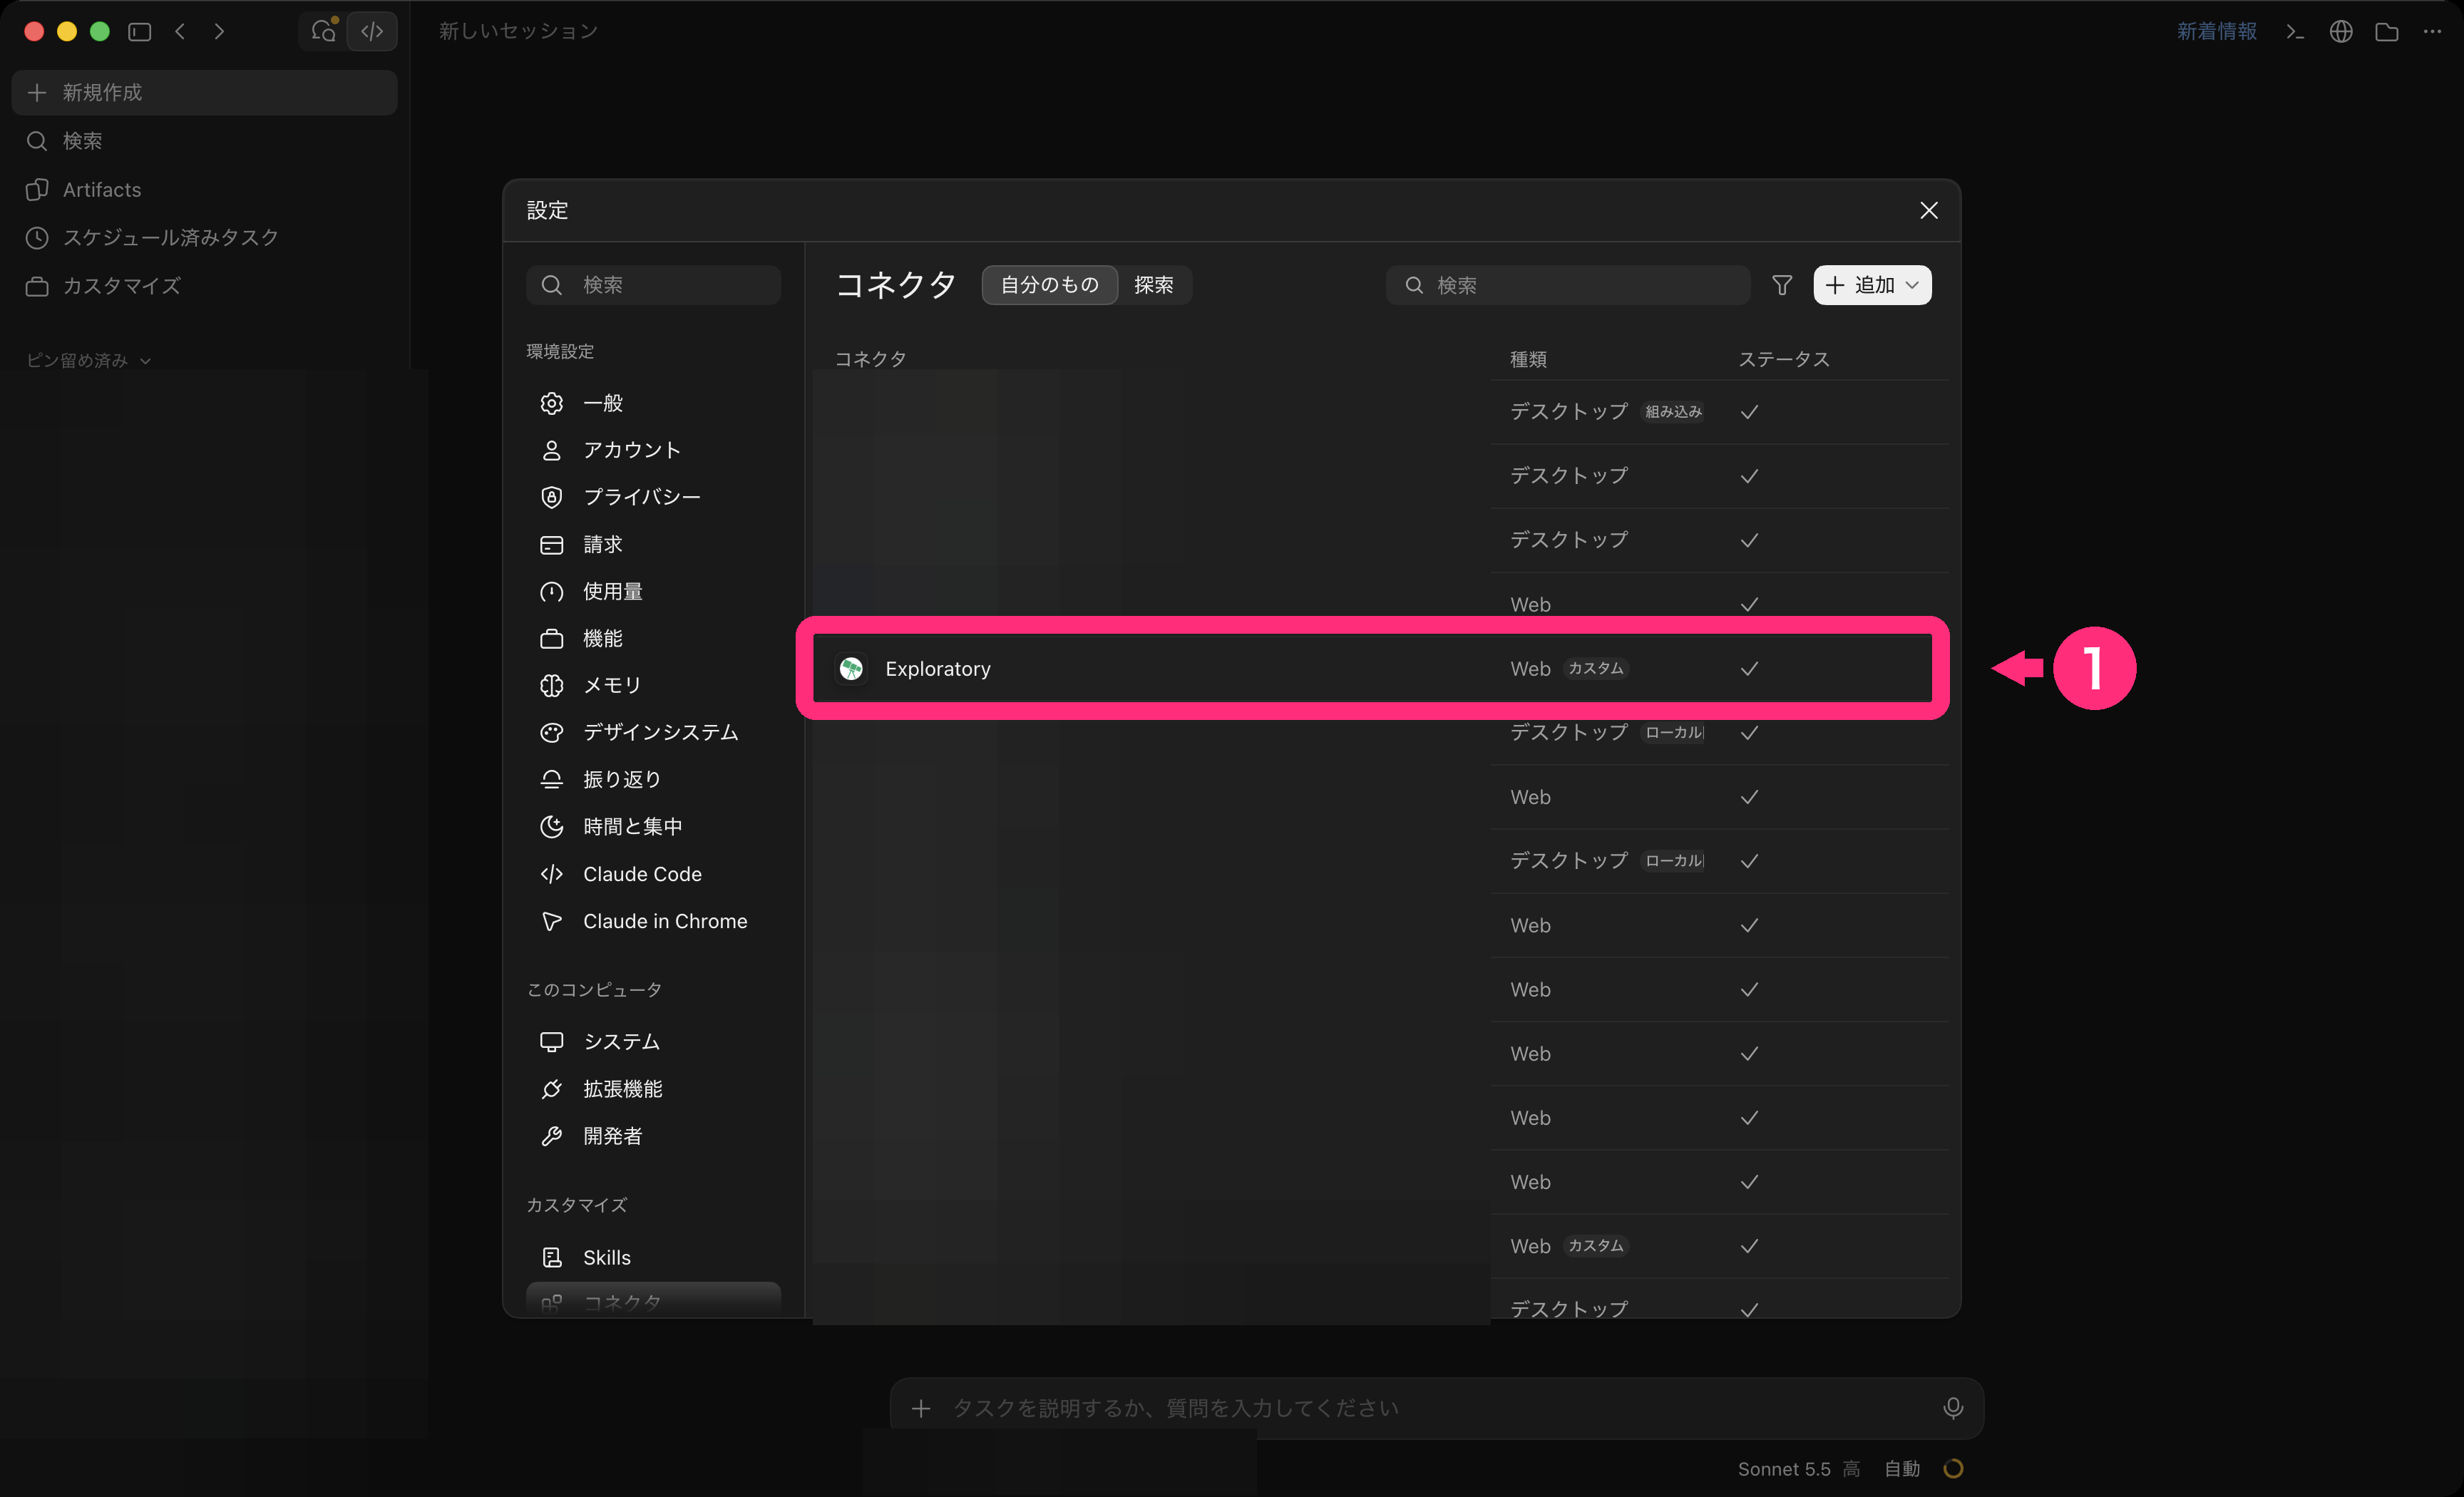 新しいセッション
新着情報
新規作成
検索
Artifacts
スケジュール済みタスク
カスタマイズ
ピン留め済み
設定
検索
環境設定
一般
アカウント
プライバシー
請求
使用量
機能
メモリ
デザインシステム
振り返り
時間と集中
Claude Code
Claude in Chrome
このコンピュータ
システム
拡張機能
開発者
カスタマイズ
Skills
コネクタ
コネクタ 自分のもの 探索 検索 追加
コネクタ 種類 ステータス
デスクトップ 組み込み
デスクトップ
デスクトップ
Web
Exploratory Web カスタム
1
デスクトップ ローカル
Web
デスクトップ ローカル
Web
Web
Web
Web
Web
Web カスタム
デスクトップ
タスクを説明するか、質問を入力してください
Sonnet 5.5 高 自動